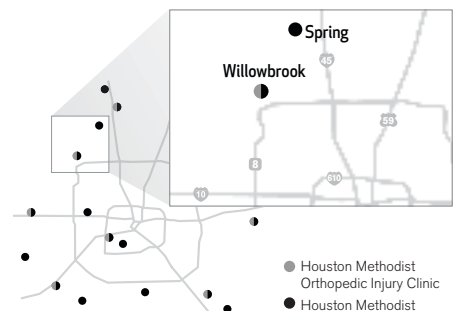 Spring
45
Willowbrook
59
8
610
10
Houston Methodist
Orthopedic Injury Clinic
Houston Methodist